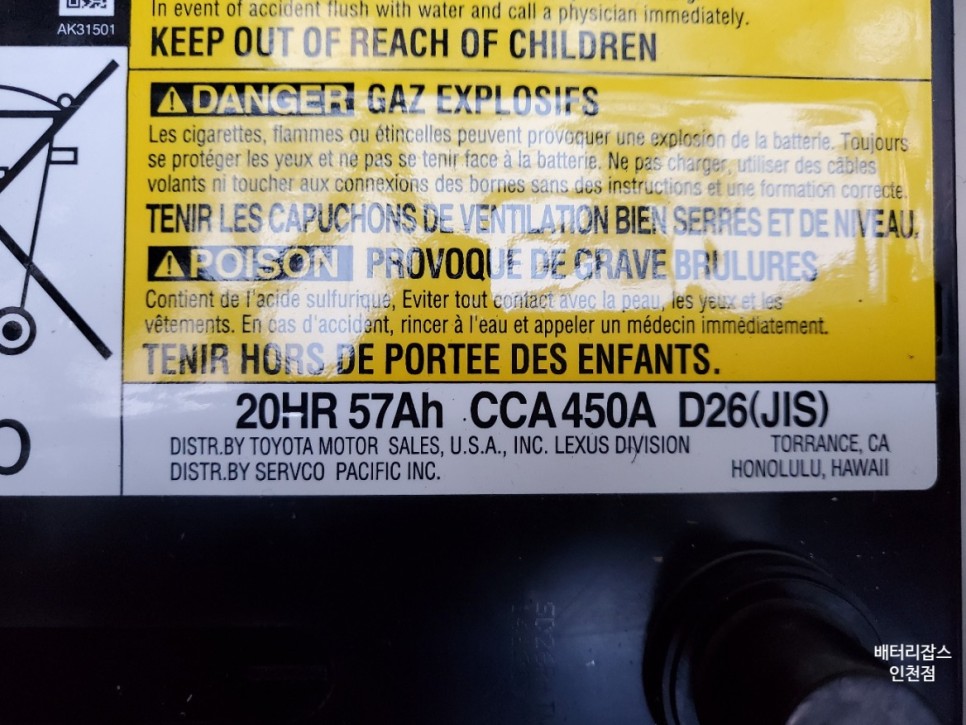 AK31501
In event of accident flush with water and call a physician immediately.
KEEP OUT OF REACH OF CHILDREN
DANGER GAZ EXPLOSIFS
Les cigarettes, flammes ou étincelles peuvent provoquer une explosion de la batterie. Toujours
se protéger les yeux et ne pas se tenir face à la batterie. Ne pas charger, utiliser des câbles
volants ni toucher aux connexions des bornes sans des instructions et une formation correcte.
TENIR LES CAPUCHONS DE VENTILATION BIEN SERRES ET DE NIVEAU.
POISON PROVOQUE DE GRAVE BRULURES
Contient de l'acide sulfurique, Eviter tout contact avec la peau, les yeux et les
vêtements. En cas d'accident, rincer à l'eau et appeler un médecin immédiatement.
TENIR HORS DE PORTEE DES ENFANTS.
20HR 57Ah CCA 450A D26(JIS)
DISTR.BY TOYOTA MOTOR SALES, U.S.A., INC. LEXUS DIVISION TORRANCE, CA
DISTR.BY SERVCO PACIFIC INC. HONOLULU, HAWAII
배터리잡스
인천점